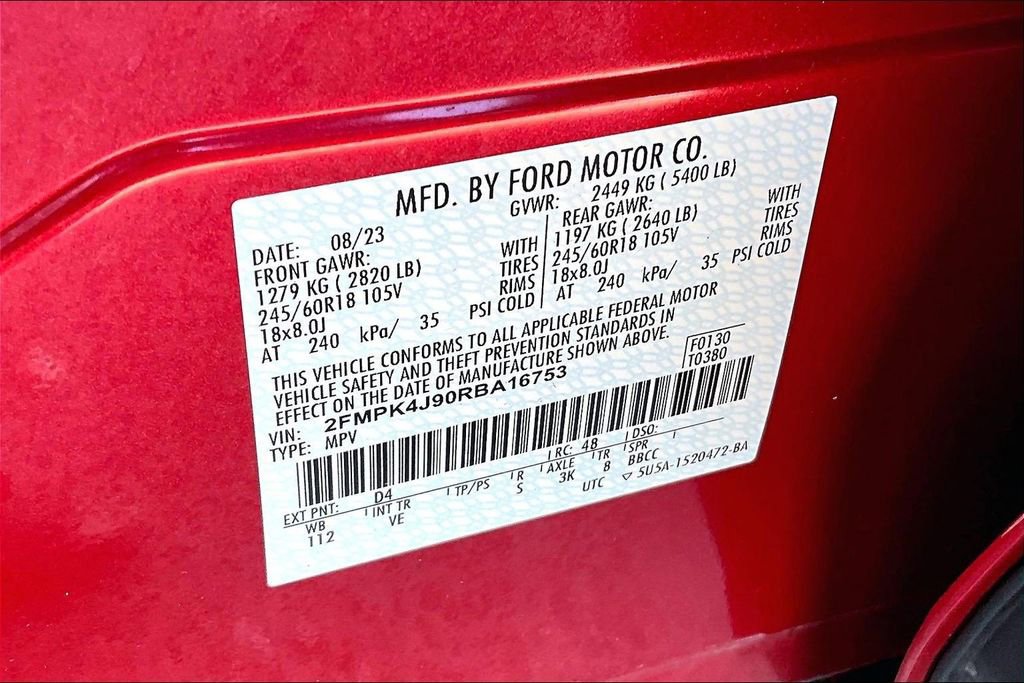 MFD. BY FORD MOTOR CO.
DATE: 08/23
GVWR: 2449 KG ( 5400 LB)
FRONT GAWR:
1279 KG ( 2820 LB) WITH
245/60R18 105V TIRES
18x8.0J RIMS
AT 240 kPa/ 35 PSI COLD
REAR GAWR:
1197 KG ( 2640 LB) WITH
245/60R18 105V TIRES
18x8.0J RIMS
AT 240 kPa/ 35 PSI COLD
THIS VEHICLE CONFORMS TO ALL APPLICABLE FEDERAL MOTOR
VEHICLE SAFETY AND THEFT PREVENTION STANDARDS IN
EFFECT ON THE DATE OF MANUFACTURE SHOWN ABOVE.
F0130
T0380
VIN: 2FMPK4J90RBA16753
TYPE: MPV
EXT PNT: D4 RC: 48 DSO:
WB INT TR TP/PS R AXLE TR SPR
112 VE S 3K 8 BBCC
UTC ▽ 5U5A-1520472-BA